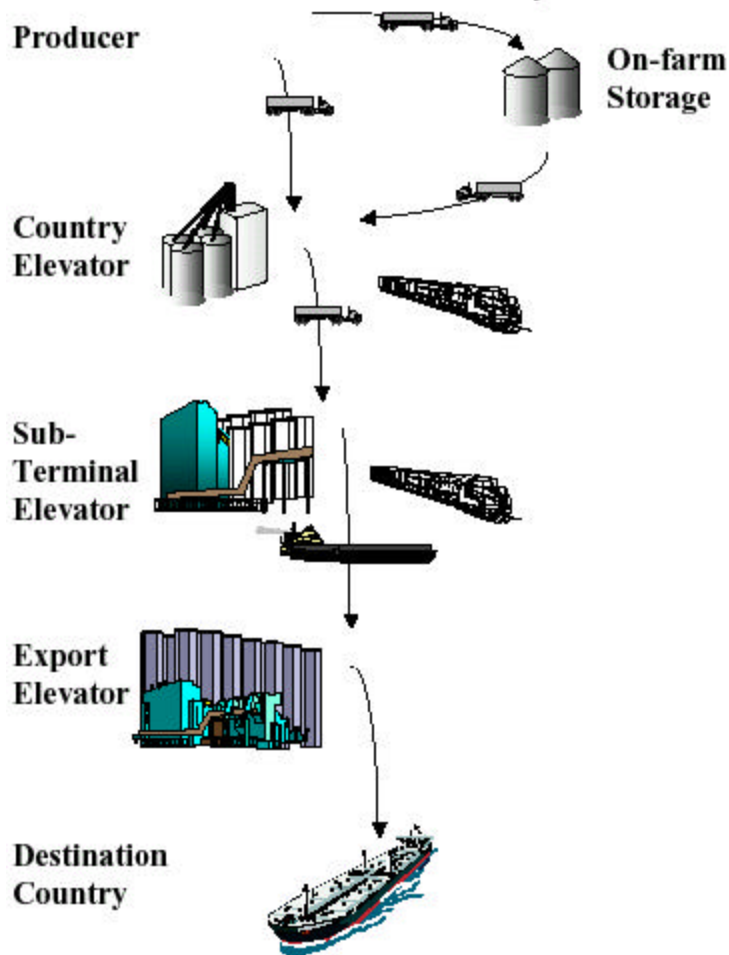 Producer
On-farm
Storage
Country
Elevator
Sub-
Terminal
Elevator
Export
Elevator
Destination
Country